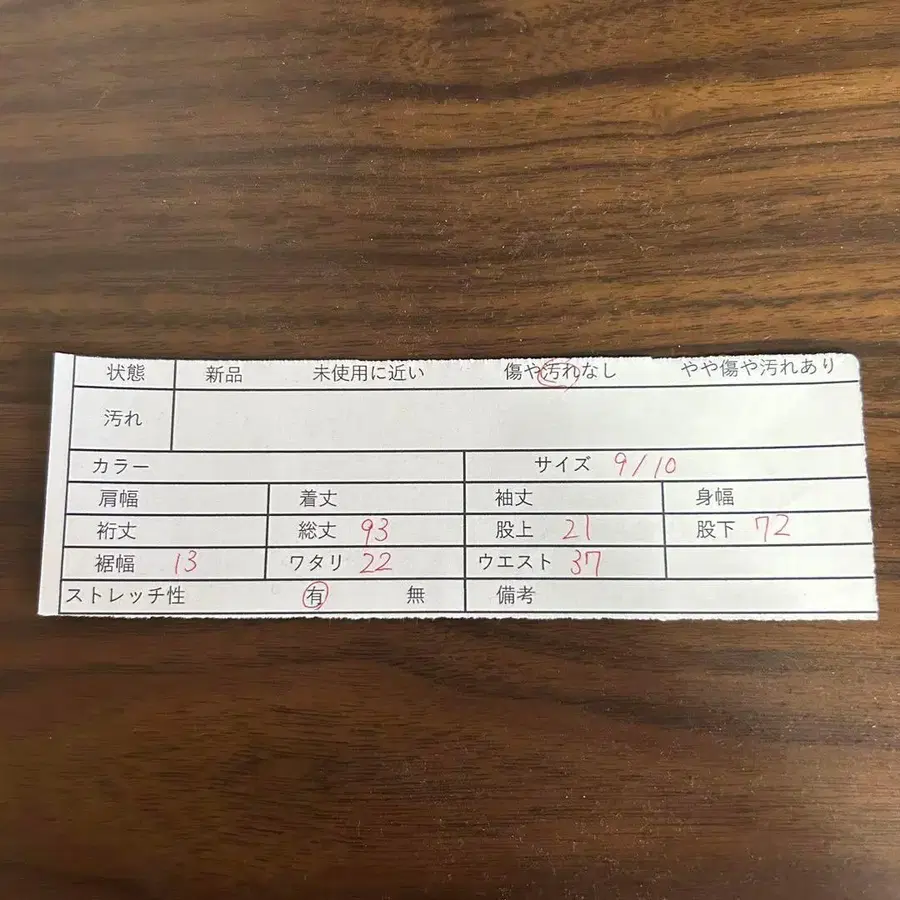 状態 新品 未使用に近い 傷や汚れなし やや傷や汚れあり
汚れ
カラー サイズ 9/10
肩幅 着丈 袖丈 身幅
裄丈 総丈 93 股上 21 股下 72
裾幅 13 ワタリ 22 ウエスト 37
ストレッチ性 有 無 備考